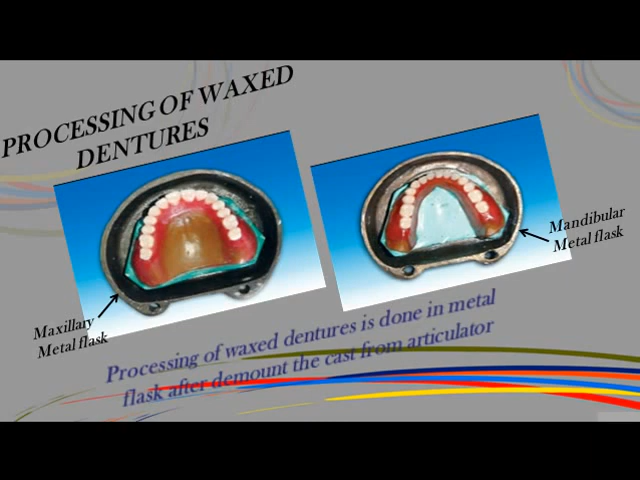 PROCESSING OF WAXED
DENTURES
Maxillary
Metal flask
Mandibular
Metal flask
Processing of waxed dentures is done in metal
flask after demount the cast from articulator